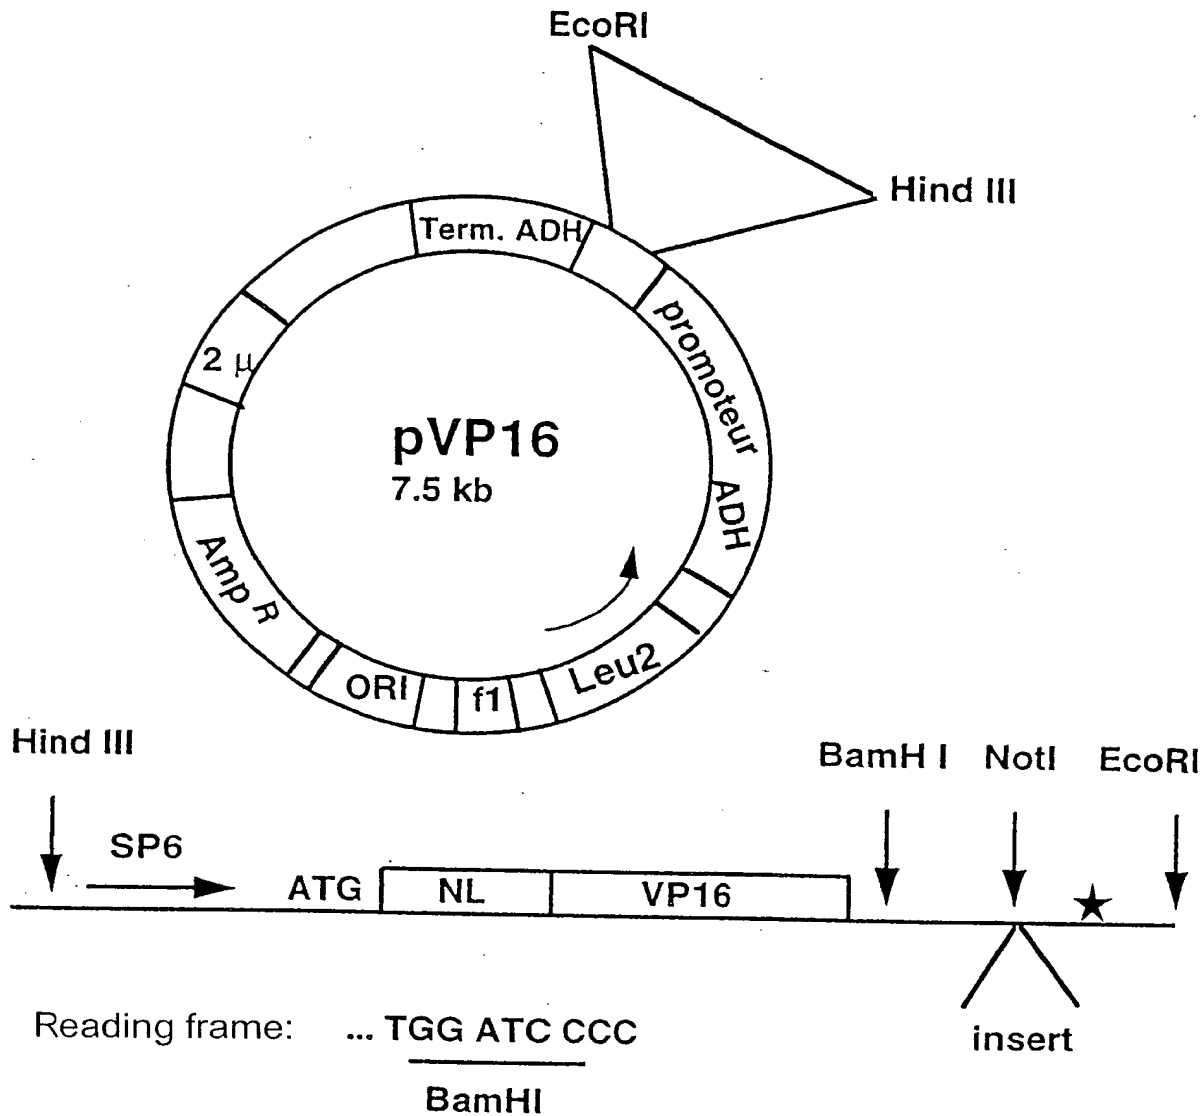 EcoRI
Hind III
Term. ADH
promoteur
ADH
2 μ
pVP16
7.5 kb
Amp R
ORI
f1
Leu2
Hind III
BamH I
NotI
EcoRI
SP6
ATG
NL
VP16
★
insert
Reading frame: ... TGG ATC CCC
BamHI